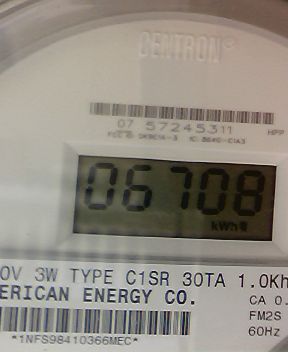 CENTRON®
07 57245311 HPP
06708
kWh
0V 3W TYPE C1SR 30TA 1.0Kh
ERICAN ENERGY CO. CA 0.
FM2S
*1NFS98410366MEC* 60Hz